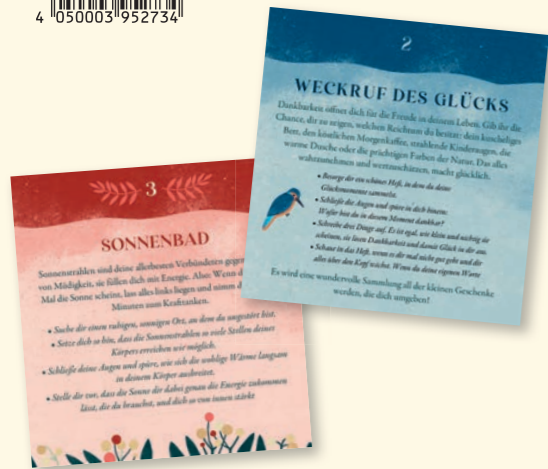 4 050003 952734
2
WECKRUF DES GLÜCKS
Dankbarkeit öffnet dich für die Freude in deinem Leben. Gib ihr die
Chance, dir zu zeigen, welchen Reichtum du besitzt: dein kuscheliges
Bett, den köstlichen Morgenkaffee, strahlende Kinderaugen, die
warme Dusche oder die prächtigen Farben der Natur. Das alles
wahrzunehmen und wertzuschätzen, macht glücklich.
• Besorge dir ein schönes Heft, in dem du deine
Glücksmomente sammelst.
• Schließe die Augen und spüre in dich hinein:
Wofür bist du in diesem Moment dankbar?
• Schreibe drei Dinge auf. Es ist egal, wie klein und nichtig sie
scheinen, sie lösen Dankbarkeit und damit Glück in dir aus.
• Schaue in das Heft, wenn es dir mal nicht gut geht und dir
alles über den Kopf wächst. Wenn du deine eigenen Worte
Es wird eine wundervolle Sammlung all der kleinen Geschenke
werden, die dich umgeben!
3
SONNENBAD
Sonnenstrahlen sind deine allerbesten Verbündeten gegen
von Müdigkeit, sie füllen dich mit Energie. Also: Wenn d
Mal die Sonne scheint, lass alles links liegen und nimm d
Minuten zum Krafttanken.
• Suche dir einen ruhigen, sonnigen Ort, an dem du ungestört bist.
• Setze dich so hin, dass die Sonnenstrahlen so viele Stellen deines
Körpers erreichen wie möglich.
• Schließe deine Augen und spüre, wie sich die wohlige Wärme langsam
in deinem Körper ausbreitet.
• Stelle dir vor, dass die Sonne dir dabei genau die Energie zukommen
lässt, die du brauchst, und dich so von innen stärkt